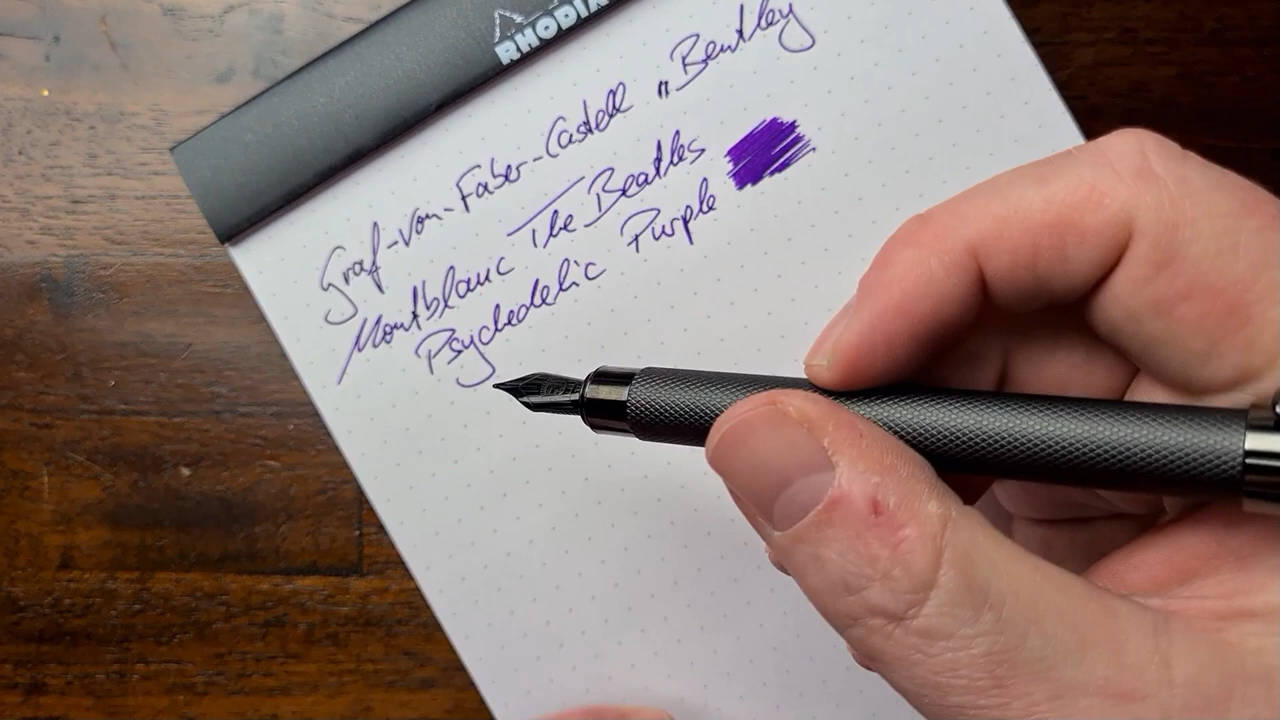 RHODIA
Graf-von-Faber-Castell „Bentley
Montblanc The Beatles
Psychedelic Purple